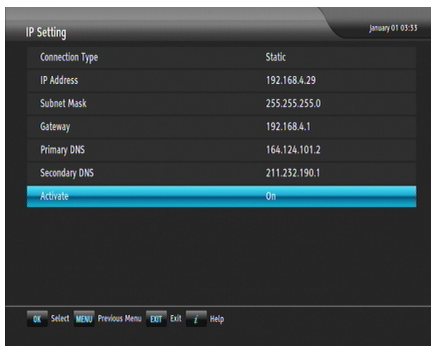 IP Setting
January 01 03:53
Connection Type Static
IP Address 192.168.4.29
Subnet Mask 255.255.255.0
Gateway 192.168.4.1
Primary DNS 164.124.101.2
Secondary DNS 211.232.190.1
Activate On
OK Select MENU Previous Menu EXIT Exit i Help